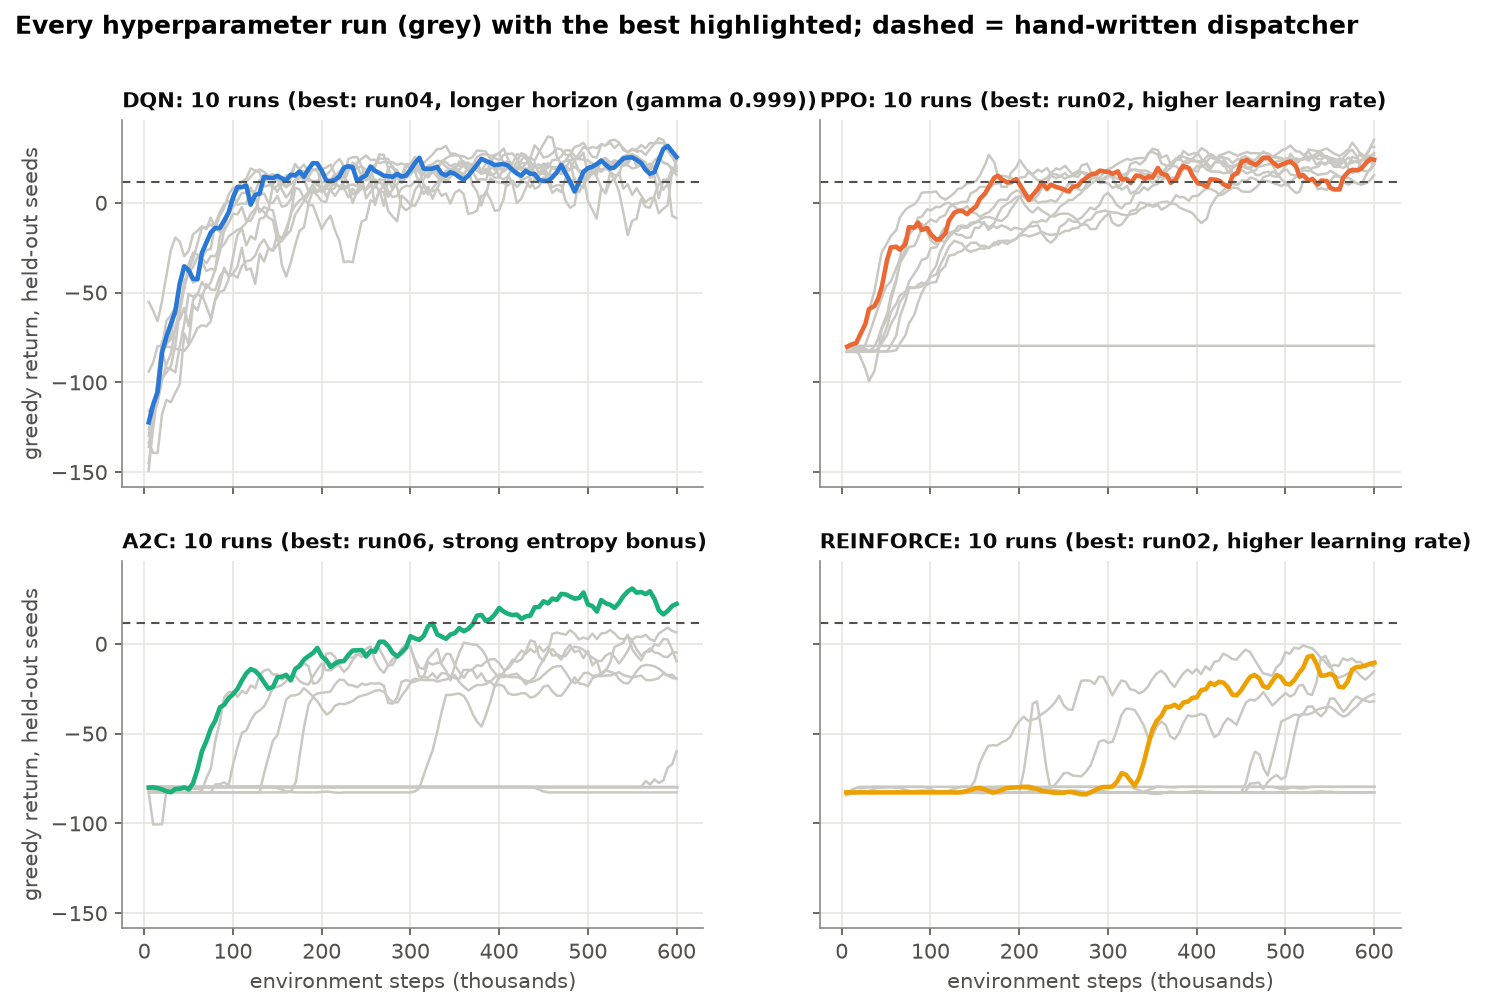 Every hyperparameter run (grey) with the best highlighted; dashed = hand-written dispatcher
DQN: 10 runs (best: run04, longer horizon (gamma 0.999))
PPO: 10 runs (best: run02, higher learning rate)
greedy return, held-out seeds
0
−50
−100
−150
A2C: 10 runs (best: run06, strong entropy bonus)
REINFORCE: 10 runs (best: run02, higher learning rate)
greedy return, held-out seeds
0
−50
−100
−150
0 100 200 300 400 500 600
0 100 200 300 400 500 600
environment steps (thousands)
environment steps (thousands)